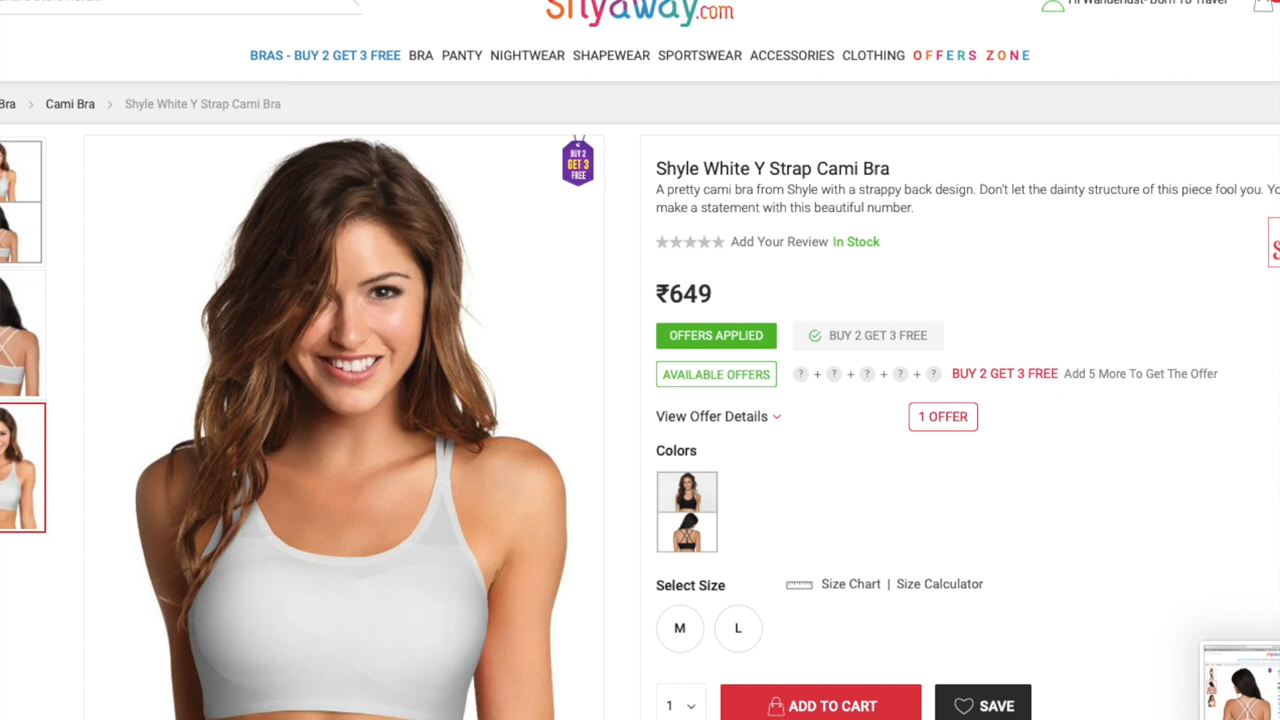 shyaway.com
BRAS - BUY 2 GET 3 FREE BRA PANTY NIGHTWEAR SHAPEWEAR SPORTSWEAR ACCESSORIES CLOTHING OFFERS ZONE
Bra > Cami Bra > Shyle White Y Strap Cami Bra
BUY 2
GET 3
FREE
Shyle White Y Strap Cami Bra
A pretty cami bra from Shyle with a strappy back design. Don't let the dainty structure of this piece fool you.
make a statement with this beautiful number.
Add Your Review In Stock
₹649
OFFERS APPLIED BUY 2 GET 3 FREE
AVAILABLE OFFERS ? + ? + ? + ? + ? BUY 2 GET 3 FREE Add 5 More To Get The Offer
View Offer Details 1 OFFER
Colors
Select Size Size Chart | Size Calculator
M L
1 ADD TO CART SAVE